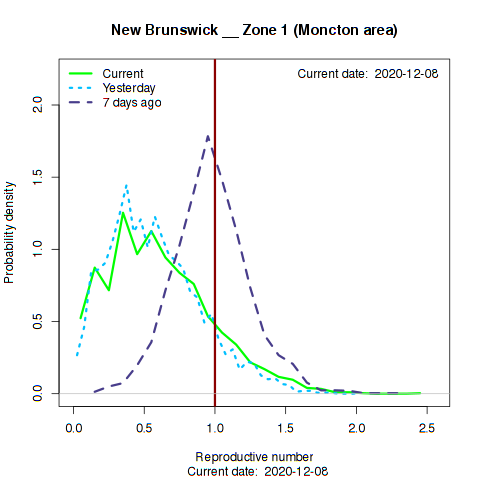 New Brunswick __ Zone 1 (Moncton area)
Current
Yesterday
7 days ago
Current date:  2020-12-08
Probability density
2.0
1.5
1.0
0.5
0.0
0.0 0.5 1.0 1.5 2.0 2.5
Reproductive number
Current date:  2020-12-08